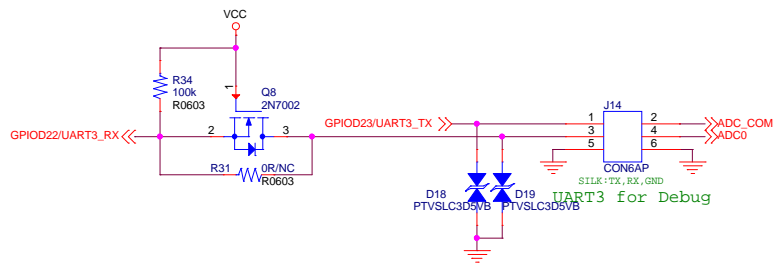 VCC
R34
100k
R0603
1
Q8
2N7002
GPIOD22/UART3_RX
2
3
R31
0R/NC
R0603
GPIOD23/UART3_TX
J14
1
2
ADC_COM
3
4
ADC0
5
6
CON6AP
SILK:TX,RX,GND
UART3 for Debug
D18
PTVSLC3D5VB
D19
PTVSLC3D5VB